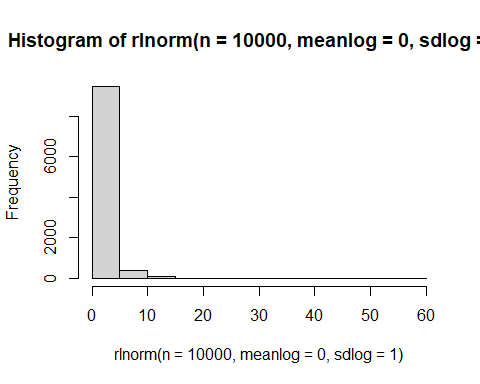 Histogram of rlnorm(n = 10000, meanlog = 0, sdlog =
Frequency
6000
2000
0
0 10 20 30 40 50 60
rlnorm(n = 10000, meanlog = 0, sdlog = 1)